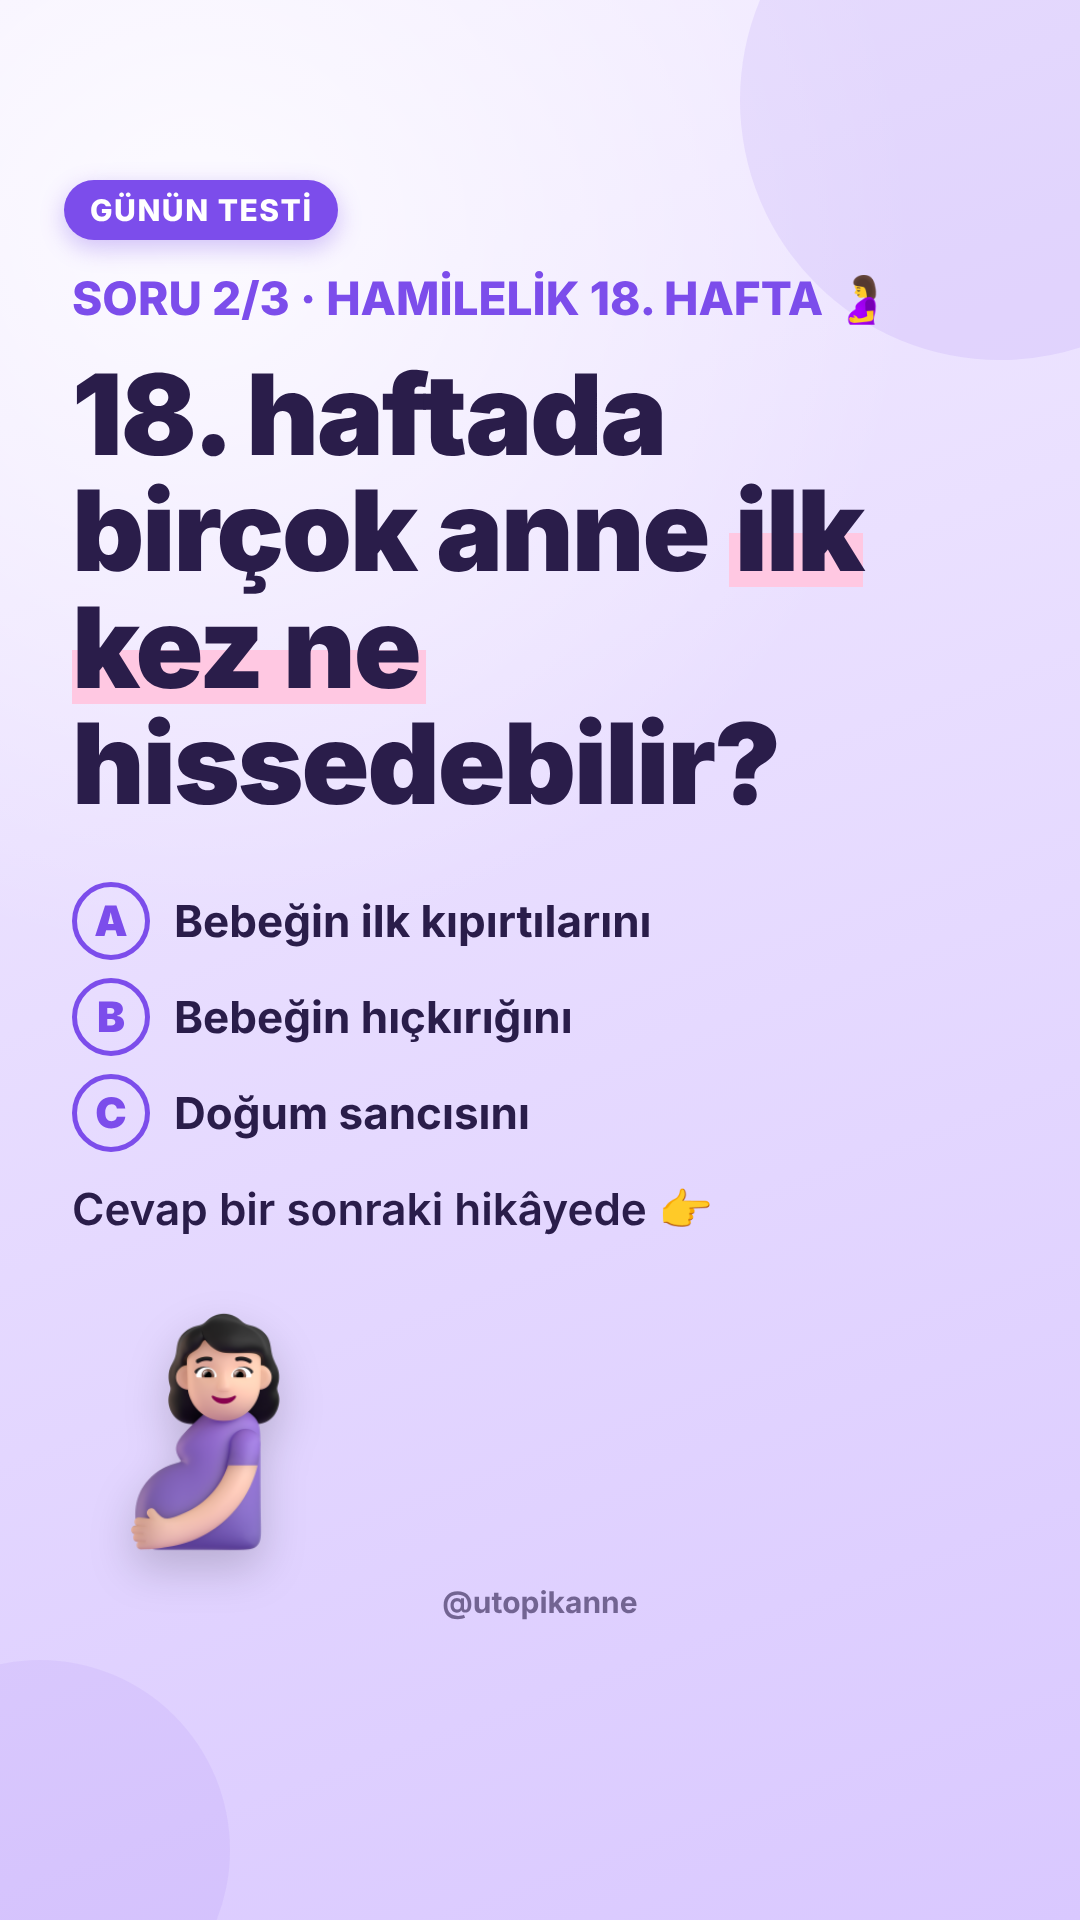 GÜNÜN TESTİ
SORU 2/3 · HAMİLELİK 18. HAFTA 🤰
18. haftada
birçok anne ilk
kez ne
hissedebilir?
A Bebeğin ilk kıpırtılarını
B Bebeğin hıçkırığını
C Doğum sancısını
Cevap bir sonraki hikâyede 👉
@utopikanne